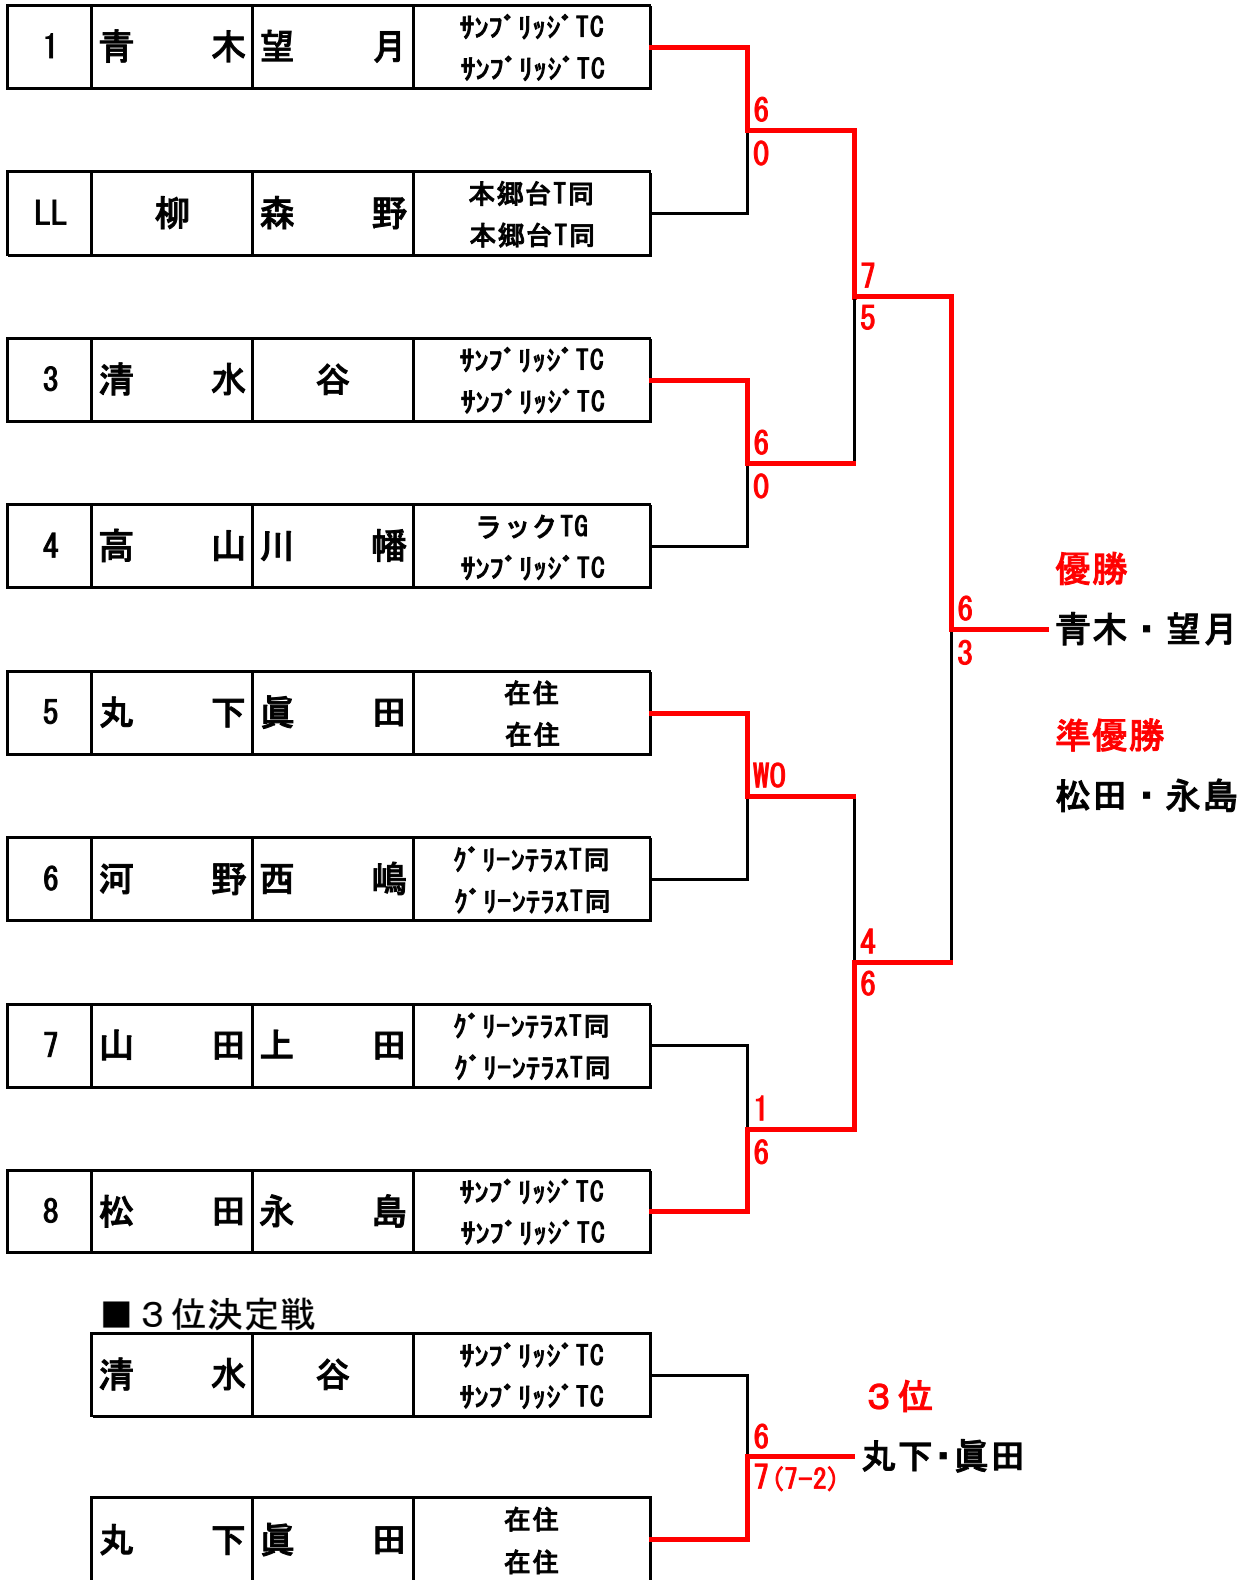 1 青木 望月 ｻﾝﾌﾞﾘｯｼﾞTC
ｻﾝﾌﾞﾘｯｼﾞTC
6
0
LL 柳 森野 本郷台T同
本郷台T同
7
5
3 清水 谷 ｻﾝﾌﾞﾘｯｼﾞTC
ｻﾝﾌﾞﾘｯｼﾞTC
6
0
4 高山 川幡 ラックTG
ｻﾝﾌﾞﾘｯｼﾞTC
優勝
6
青木・望月
3
5 丸下 眞田 在住
在住
準優勝
WO
松田・永島
6 河野 西嶋 ｸﾞﾘｰﾝﾃﾗｽT同
ｸﾞﾘｰﾝﾃﾗｽT同
4
6
7 山田 上田 ｸﾞﾘｰﾝﾃﾗｽT同
ｸﾞﾘｰﾝﾃﾗｽT同
1
6
8 松田 永島 ｻﾝﾌﾞﾘｯｼﾞTC
ｻﾝﾌﾞﾘｯｼﾞTC
■３位決定戦
清水 谷 ｻﾝﾌﾞﾘｯｼﾞTC
ｻﾝﾌﾞﾘｯｼﾞTC
３位
6
丸下・眞田
7(7-2)
丸下 眞田 在住
在住